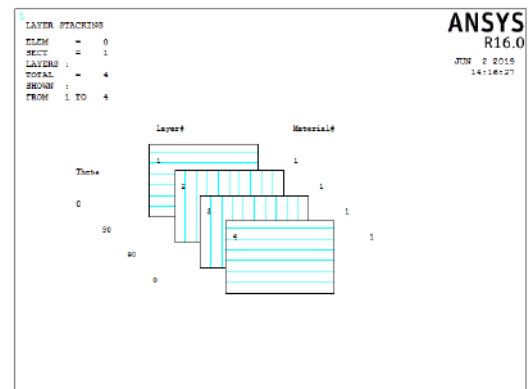 1
LAYER STACKING
ELEM = 0
SECT = 1
LAYERS :
TOTAL = 4
SHOWN :
FROM 1 TO 4
ANSYS
R16.0
JUN 2 2019
14:16:27
Layer# Material#
1 1
Theta
2 1
0
3 1
90
4 1
90
0